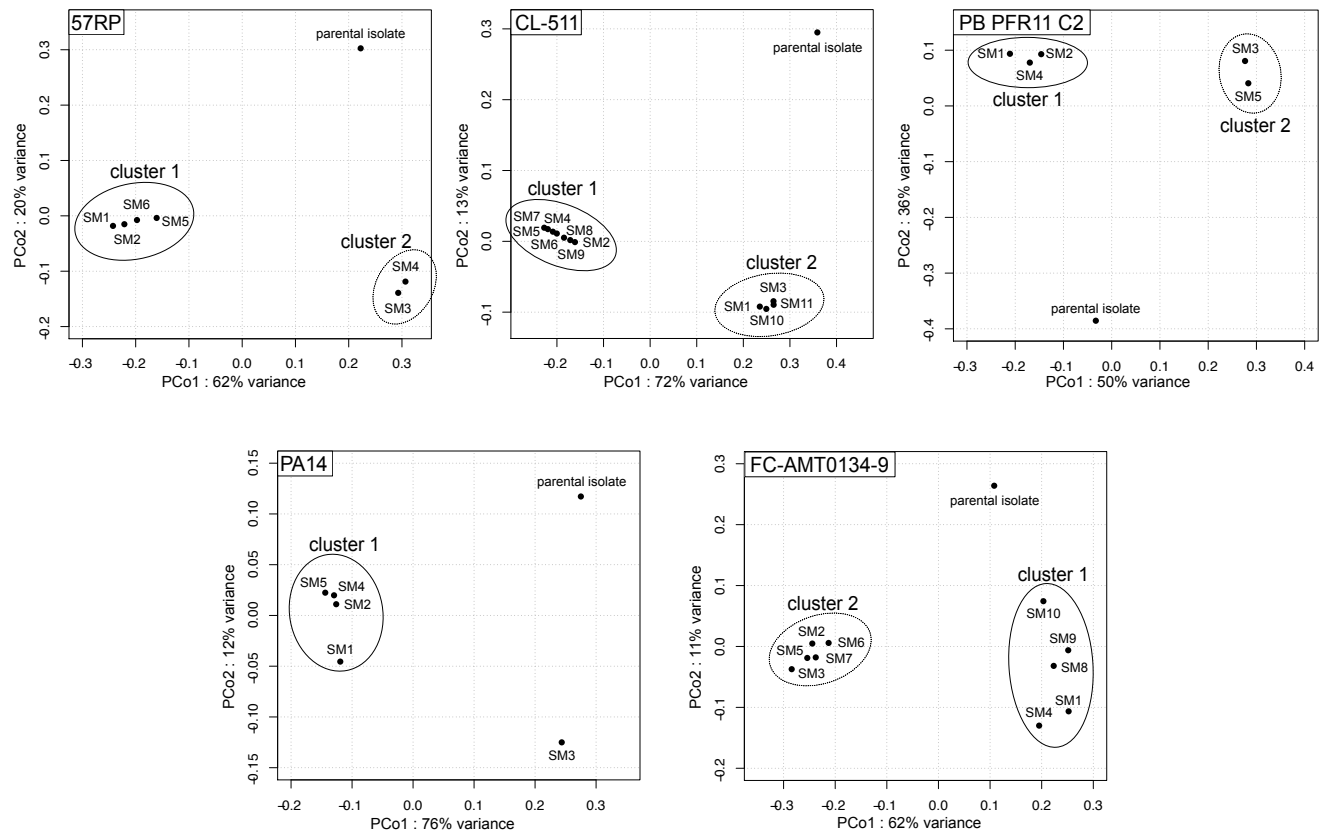 57RP
parental isolate
0.3
0.2
0.1
0.0
-0.1
-0.2
PCo2 : 20% variance
cluster 1
SM6
SM1
SM5
SM2
cluster 2
SM4
SM3
-0.3 -0.2 -0.1 0.0 0.1 0.2 0.3
PCo1 : 62% variance
CL-511
parental isolate
0.3
0.2
0.1
0.0
-0.1
PCo2 : 13% variance
cluster 1
SM7 SM4
SM5 SM8
SM6 SM2
SM9
cluster 2
SM3
SM1 SM11
SM10
-0.2 -0.1 0.0 0.1 0.2 0.3 0.4
PCo1 : 72% variance
PB PFR11 C2
0.1
0.0
-0.1
-0.2
-0.3
-0.4
PCo2 : 36% variance
SM1 SM2
SM4
cluster 1
SM3
SM5
cluster 2
parental isolate
-0.3 -0.2 -0.1 0.0 0.1 0.2 0.3 0.4
PCo1 : 50% variance
PA14
parental isolate
0.15
0.10
0.05
0.00
-0.05
-0.10
-0.15
PCo2 : 12% variance
cluster 1
SM5 SM4
SM2
SM1
SM3
-0.2 -0.1 0.0 0.1 0.2 0.3
PCo1 : 76% variance
FC-AMT0134-9
parental isolate
0.3
0.2
0.1
0.0
-0.1
-0.2
PCo2 : 11% variance
cluster 2
SM2 SM6
SM5 SM7
SM3
cluster 1
SM10
SM9
SM8
SM4 SM1
-0.3 -0.2 -0.1 0.0 0.1 0.2 0.3
PCo1 : 62% variance